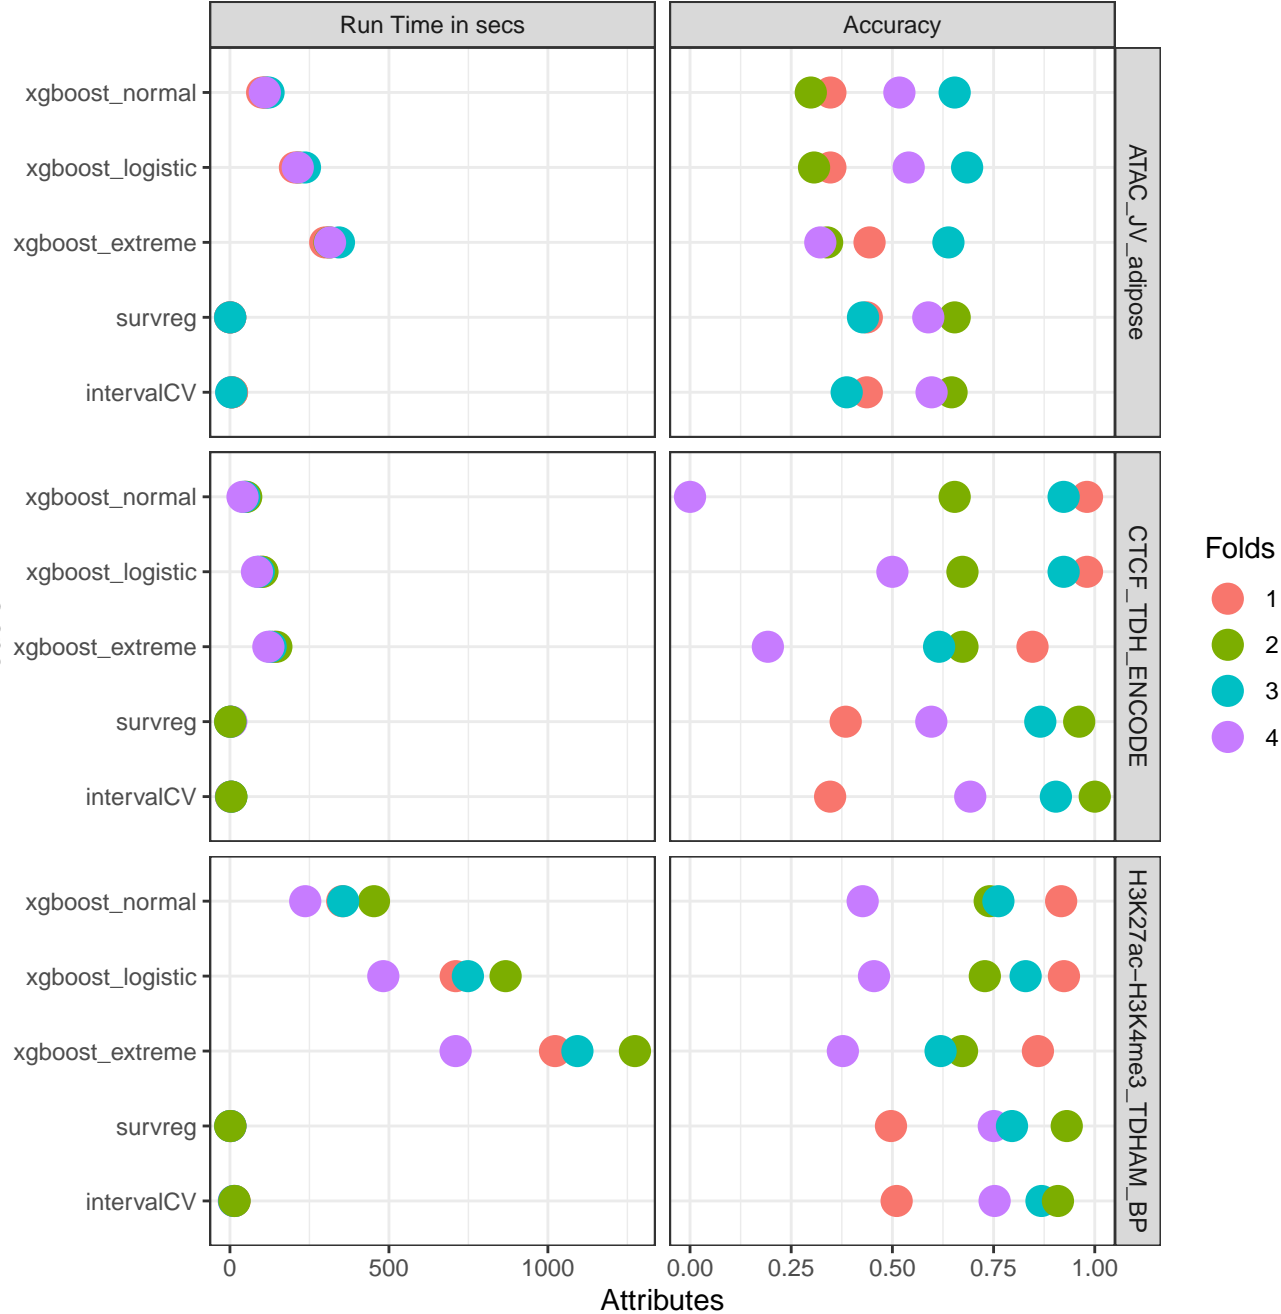 Run Time in secs
Accuracy
xgboost_normal
xgboost_logistic
xgboost_extreme
survreg
intervalCV
ATAC_JV_adipose
xgboost_normal
xgboost_logistic
xgboost_extreme
survreg
intervalCV
CTCF_TDH_ENCODE
xgboost_normal
xgboost_logistic
xgboost_extreme
survreg
intervalCV
H3K27ac−H3K4me3_TDHAM_BP
0
500
1000
0.00
0.25
0.50
0.75
1.00
Attributes
Folds
1
2
3
4